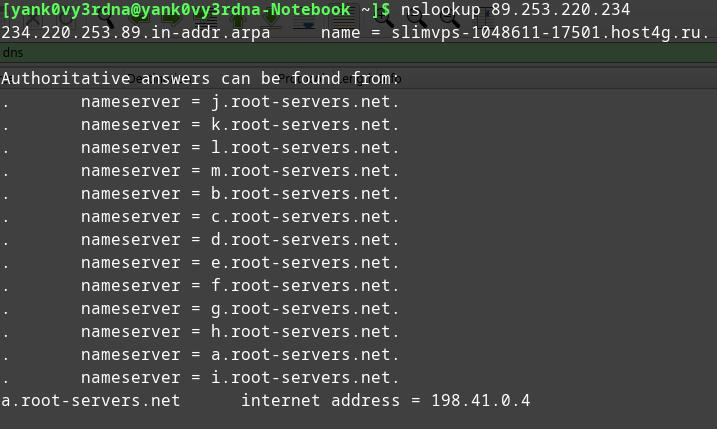 [yank0vy3rdna@yank0vy3rdna-Notebook ~]$ nslookup 89.253.220.234
234.220.253.89.in-addr.arpa     name = slimvps-1048611-17501.host4g.ru.
dns
Authoritative answers can be found from:
.       nameserver = j.root-servers.net.
.       nameserver = k.root-servers.net.
.       nameserver = l.root-servers.net.
.       nameserver = m.root-servers.net.
.       nameserver = b.root-servers.net.
.       nameserver = c.root-servers.net.
.       nameserver = d.root-servers.net.
.       nameserver = e.root-servers.net.
.       nameserver = f.root-servers.net.
.       nameserver = g.root-servers.net.
.       nameserver = h.root-servers.net.
.       nameserver = a.root-servers.net.
.       nameserver = i.root-servers.net.
a.root-servers.net      internet address = 198.41.0.4